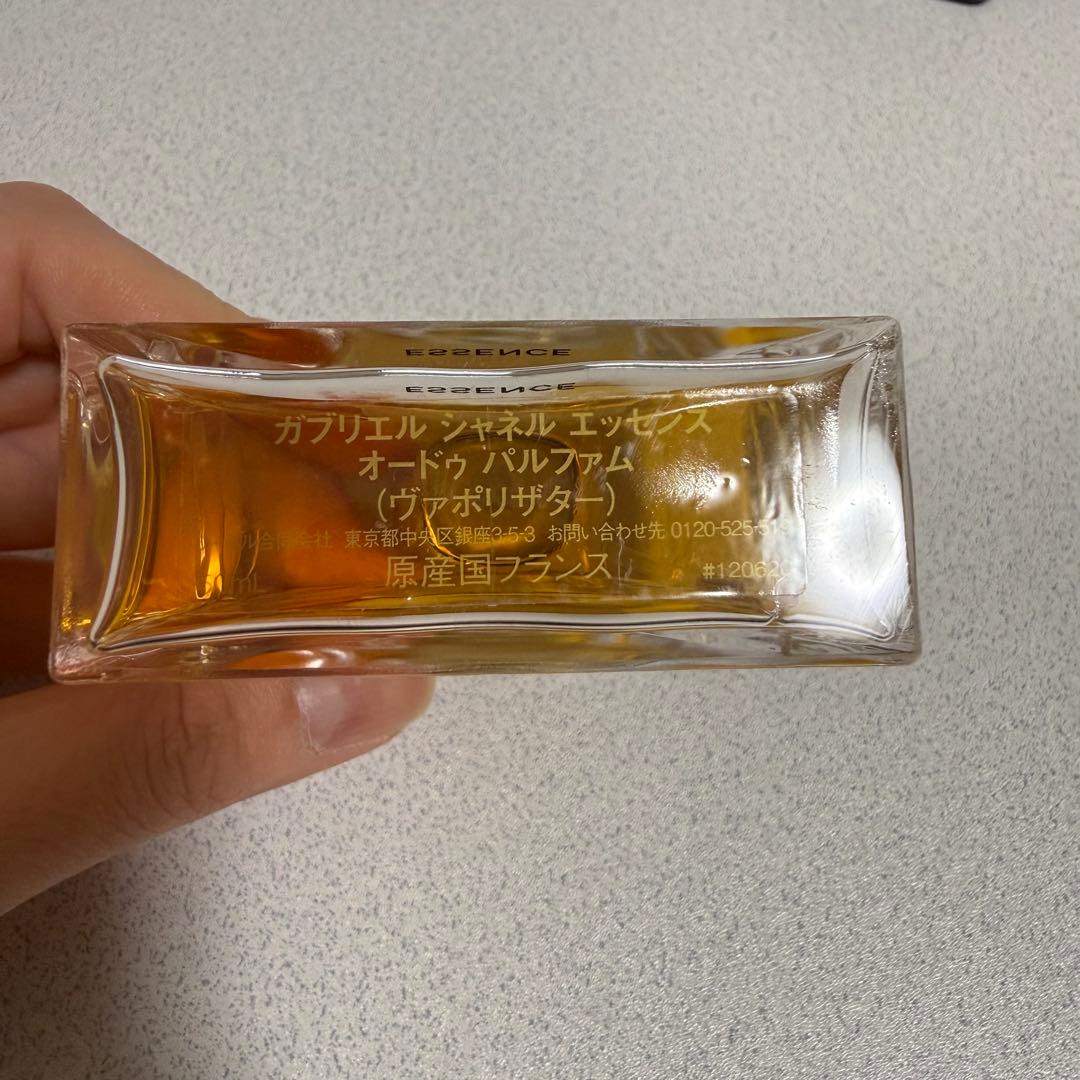 ESSENCE
ESSENCE
ガブリエル シャネル エッセンス
オードゥ パルファム
(ヴァポリザター)
東京都中央区銀座3-5-3 お問い合わせ先
原産国フランス
ml